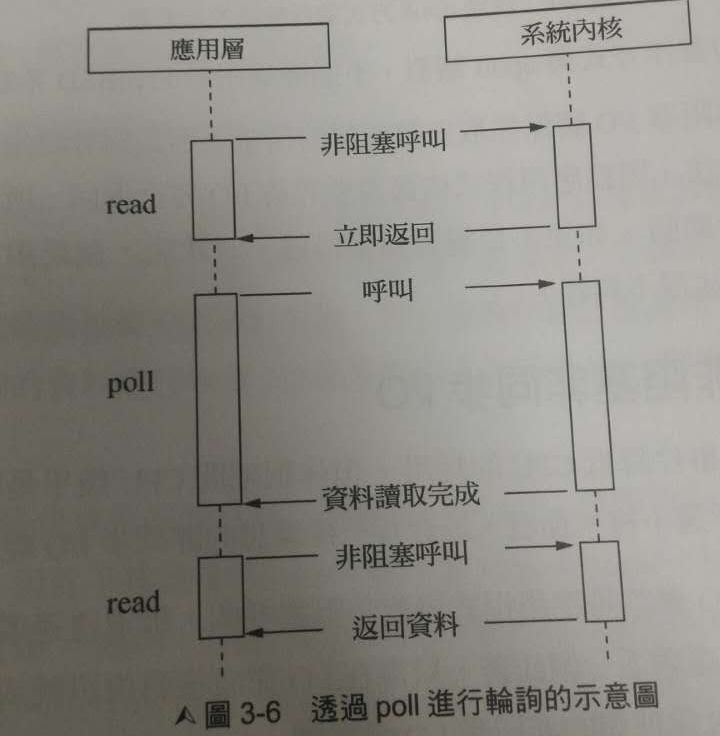 應用層
系統內核
非阻塞呼叫
read
立即返回
呼叫
poll
資料讀取完成
非阻塞呼叫
read
返回資料
圖 3-6 透過 poll 進行輪詢的示意圖